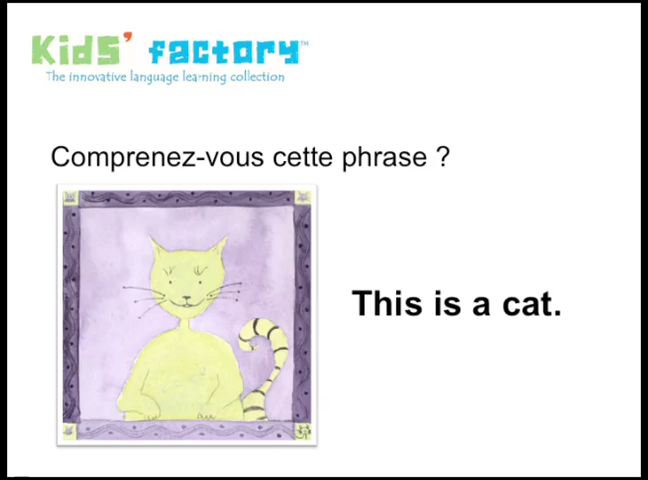 Kids' factory™
The innovative language learning collection
Comprenez-vous cette phrase ?
This is a cat.